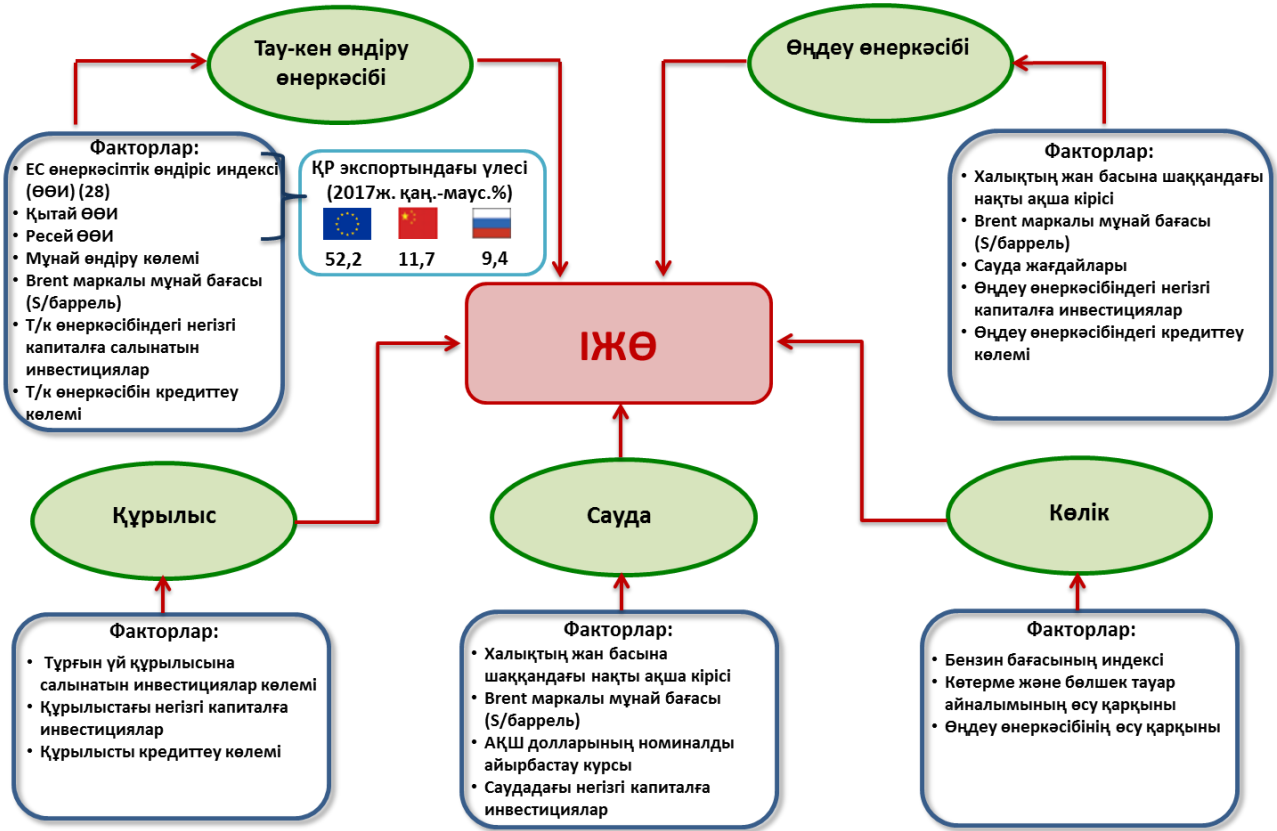 Тау-кен өндіру
өнеркәсібі
Өңдеу өнеркәсібі
Факторлар:
• ЕС өнеркәсіптік өндіріс индексі
(ӨӨИ) (28)
• Қытай ӨӨИ
• Ресей ӨӨИ
• Мұнай өндіру көлемі
• Brent маркалы мұнай бағасы
(S/баррель)
• Т/к өнеркәсібіндегі негізгі
капиталға салынатын
инвестициялар
• Т/к өнеркәсібін кредиттеу
көлемі
ҚР экспортындағы үлесі
(2017ж. қаң.-маус.%)
52,2 11,7 9,4
Факторлар:
• Халықтың жан басына шаққандағы
нақты ақша кірісі
• Brent маркалы мұнай бағасы
(S/баррель)
• Сауда жағдайлары
• Өңдеу өнеркәсібіндегі негізгі
капиталға инвестициялар
• Өңдеу өнеркәсібіндегі кредиттеу
көлемі
ІЖӨ
Құрылыс
Сауда
Көлік
Факторлар:
• Тұрғын үй құрылысына
салынатын инвестициялар көлемі
• Құрылыстағы негізгі капиталға
инвестициялар
• Құрылысты кредиттеу көлемі
Факторлар:
• Халықтың жан басына
шаққандағы нақты ақша кірісі
• Brent маркалы мұнай бағасы
(S/баррель)
• АҚШ долларының номиналды
айырбастау курсы
• Саудадағы негізгі капиталға
инвестициялар
Факторлар:
• Бензин бағасының индексі
• Көтерме және бөлшек тауар
айналымының өсу қарқыны
• Өңдеу өнеркәсібінің өсу қарқыны